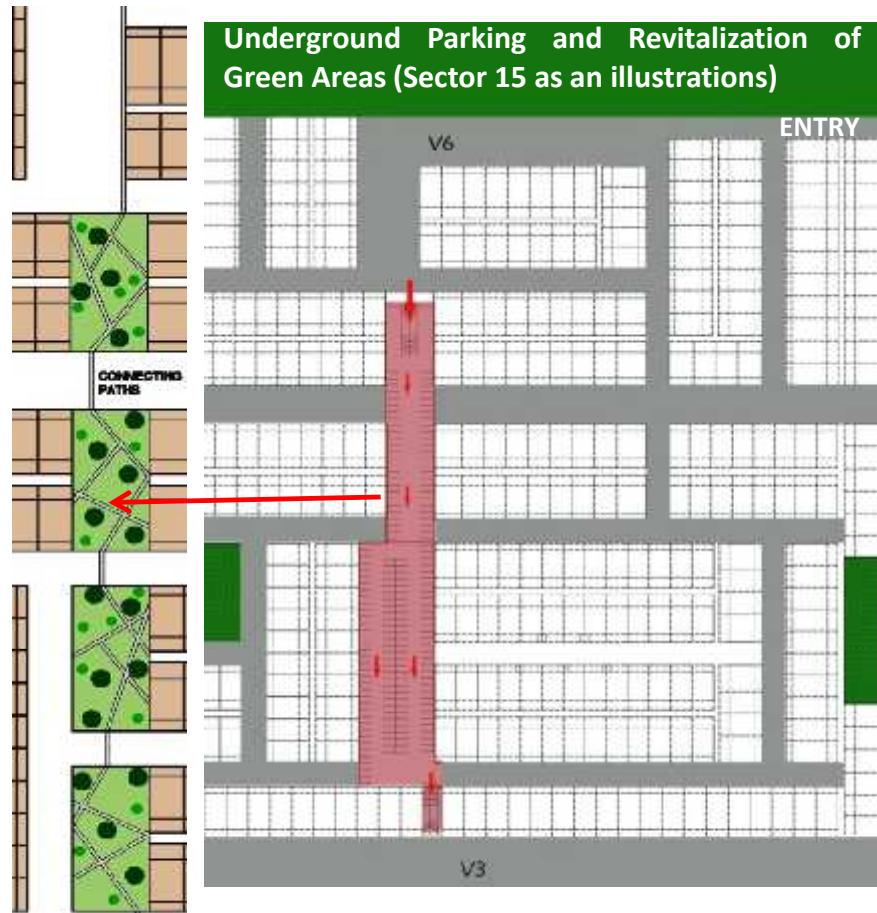 Underground Parking and Revitalization of
Green Areas (Sector 15 as an illustrations)
ENTRY
V6
CONNECTING
PATHS
V3